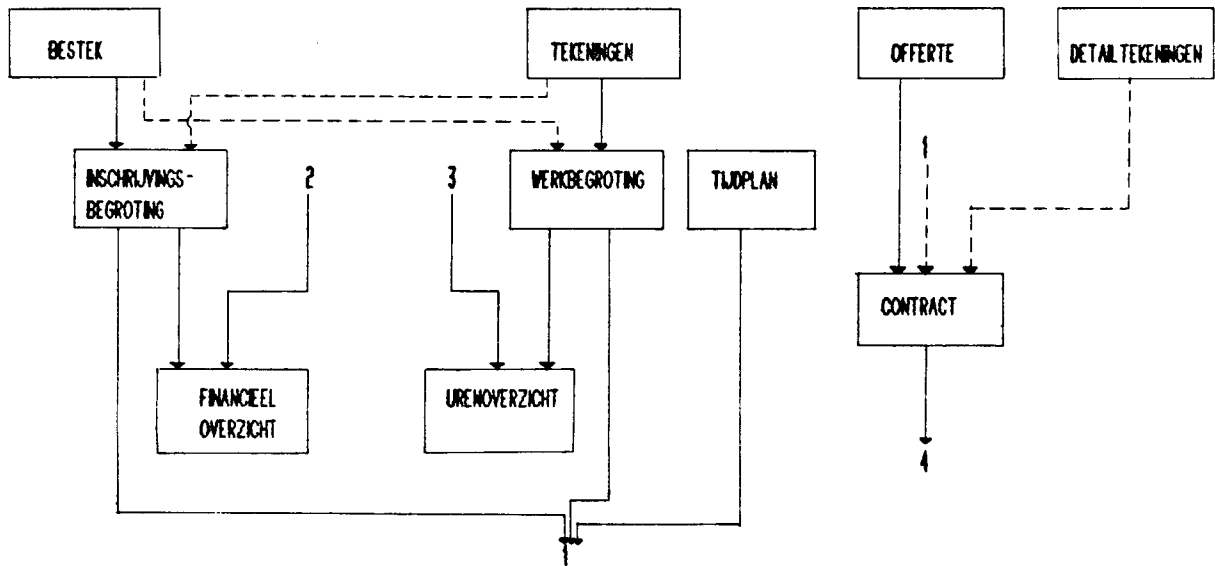 BESTEK
TEKENINGEN
OFFERTE
DETAILTEKENINGEN
INSCHRIJVINGS-
BEGROTING
2
3
WERKBEGROTING
TIJDPLAN
1
CONTRACT
FINANCIEEL
OVERZICHT
URENOVERZICHT
4
1